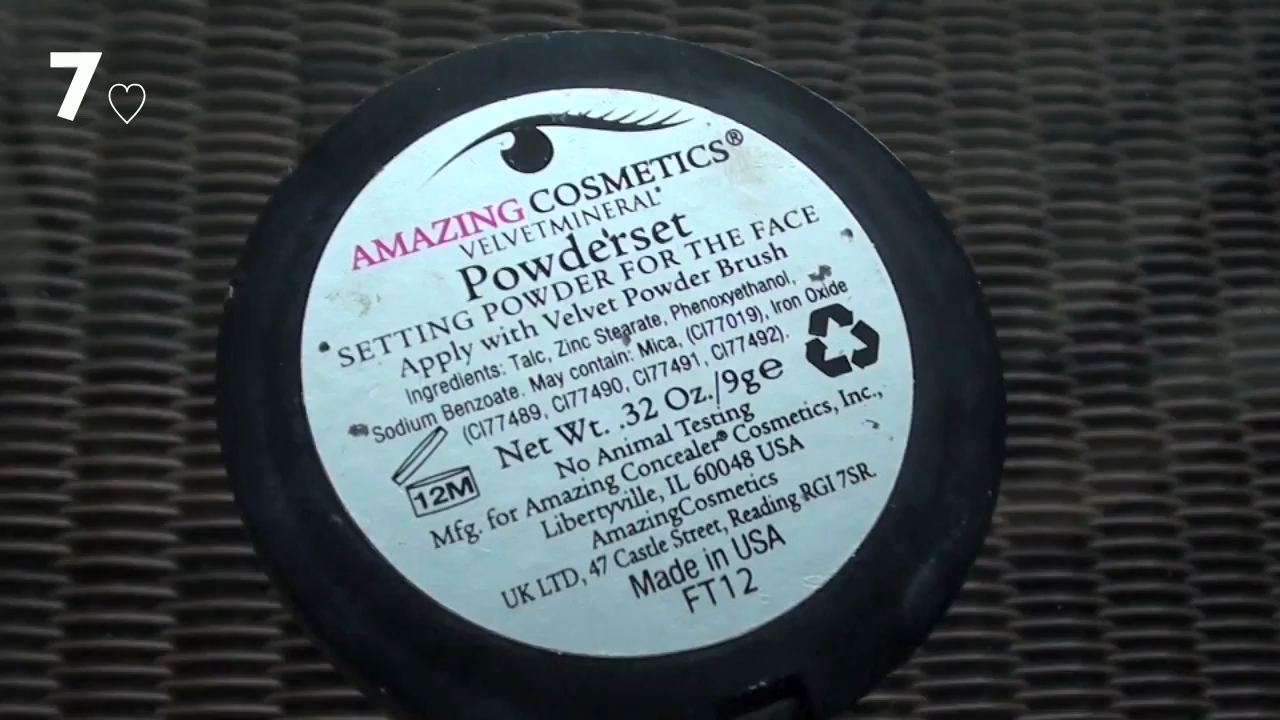 7♡
AMAZING COSMETICS®
VELVETMINERAL®
Powderset
SETTING POWDER FOR THE FACE
Apply with Velvet Powder Brush
Ingredients: Talc, Zinc Stearate, Phenoxyethanol,
Sodium Benzoate. May contain: Mica, (CI77019), Iron Oxide
(CI77489, CI77490, CI77491, CI77492).
Net Wt. .32 Oz./9g℮
12M
No Animal Testing
Mfg. for Amazing Concealer® Cosmetics, Inc.,
Libertyville, IL 60048 USA
AmazingCosmetics
UK LTD, 47 Castle Street, Reading RGI 7SR.
Made in USA
FT12